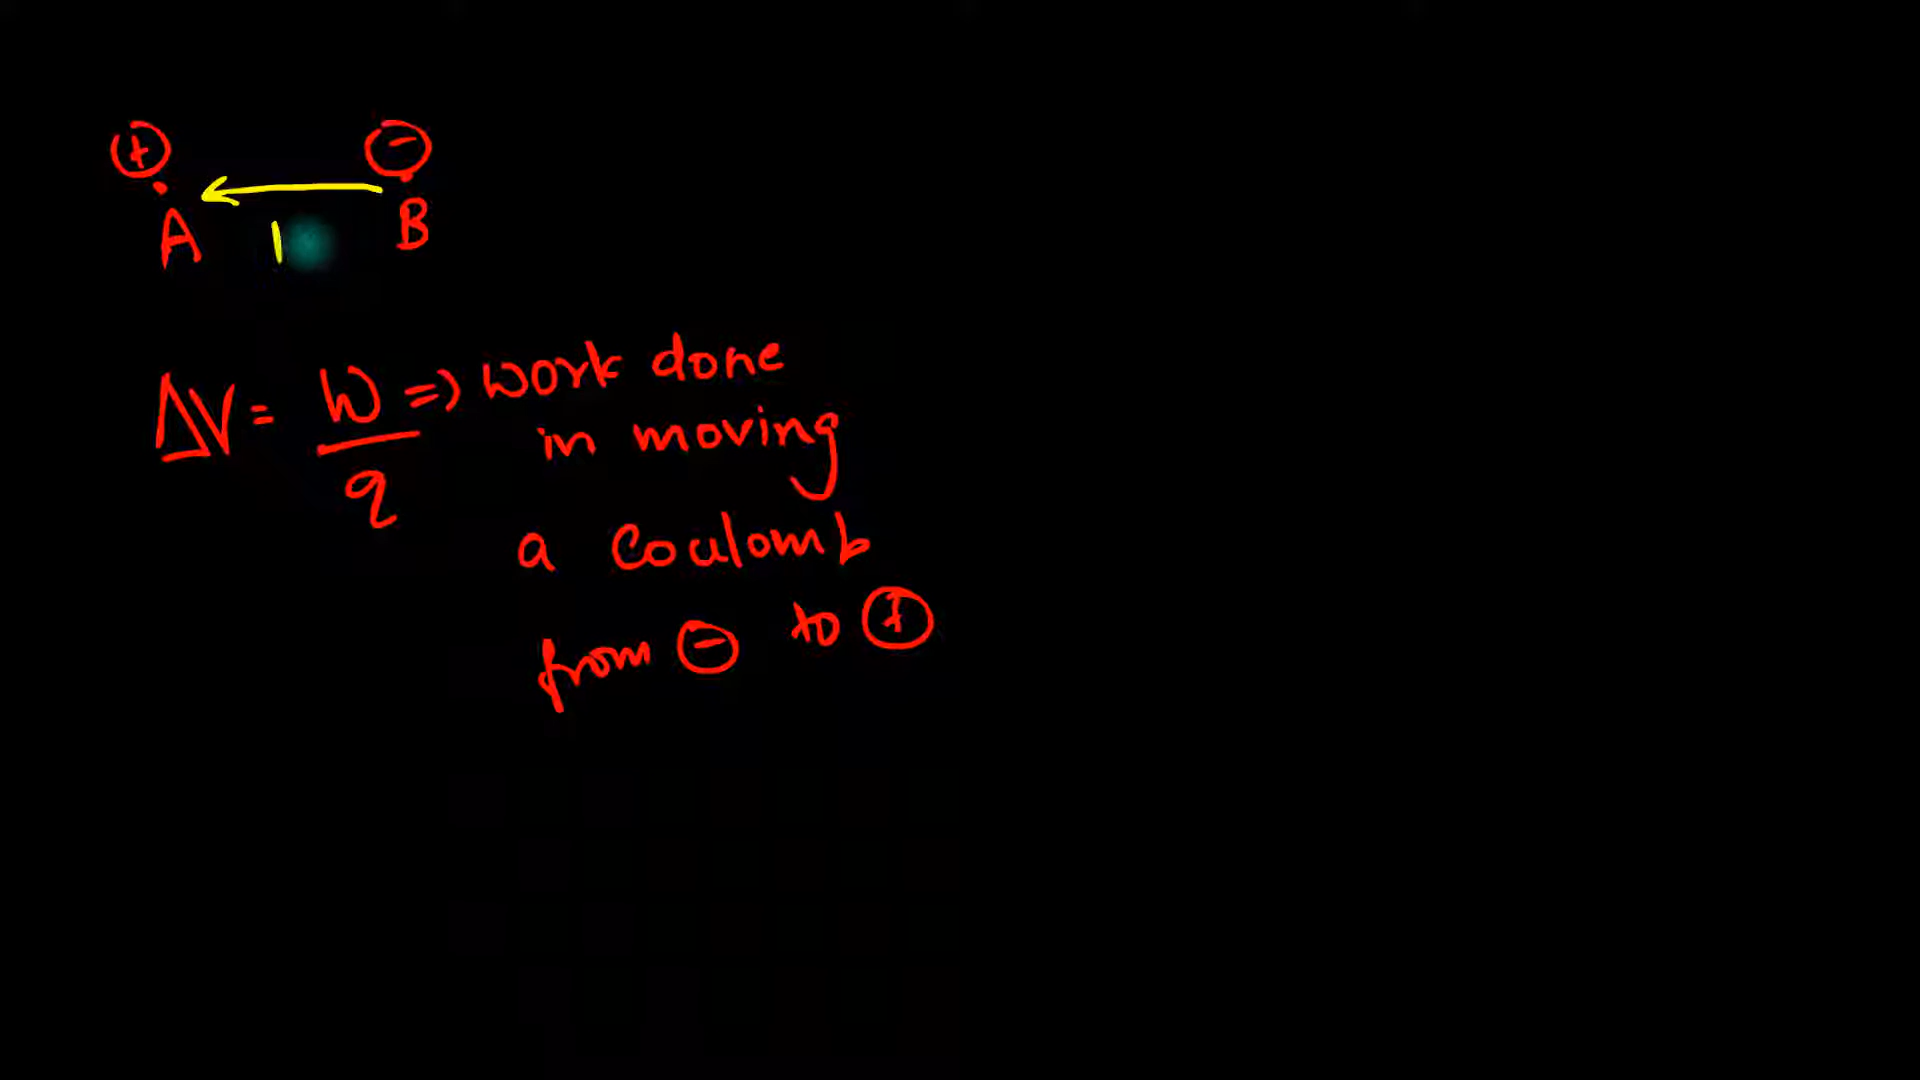 + −
A 1 B
ΔV = W/q => work done
in moving
a coulomb
from − to +